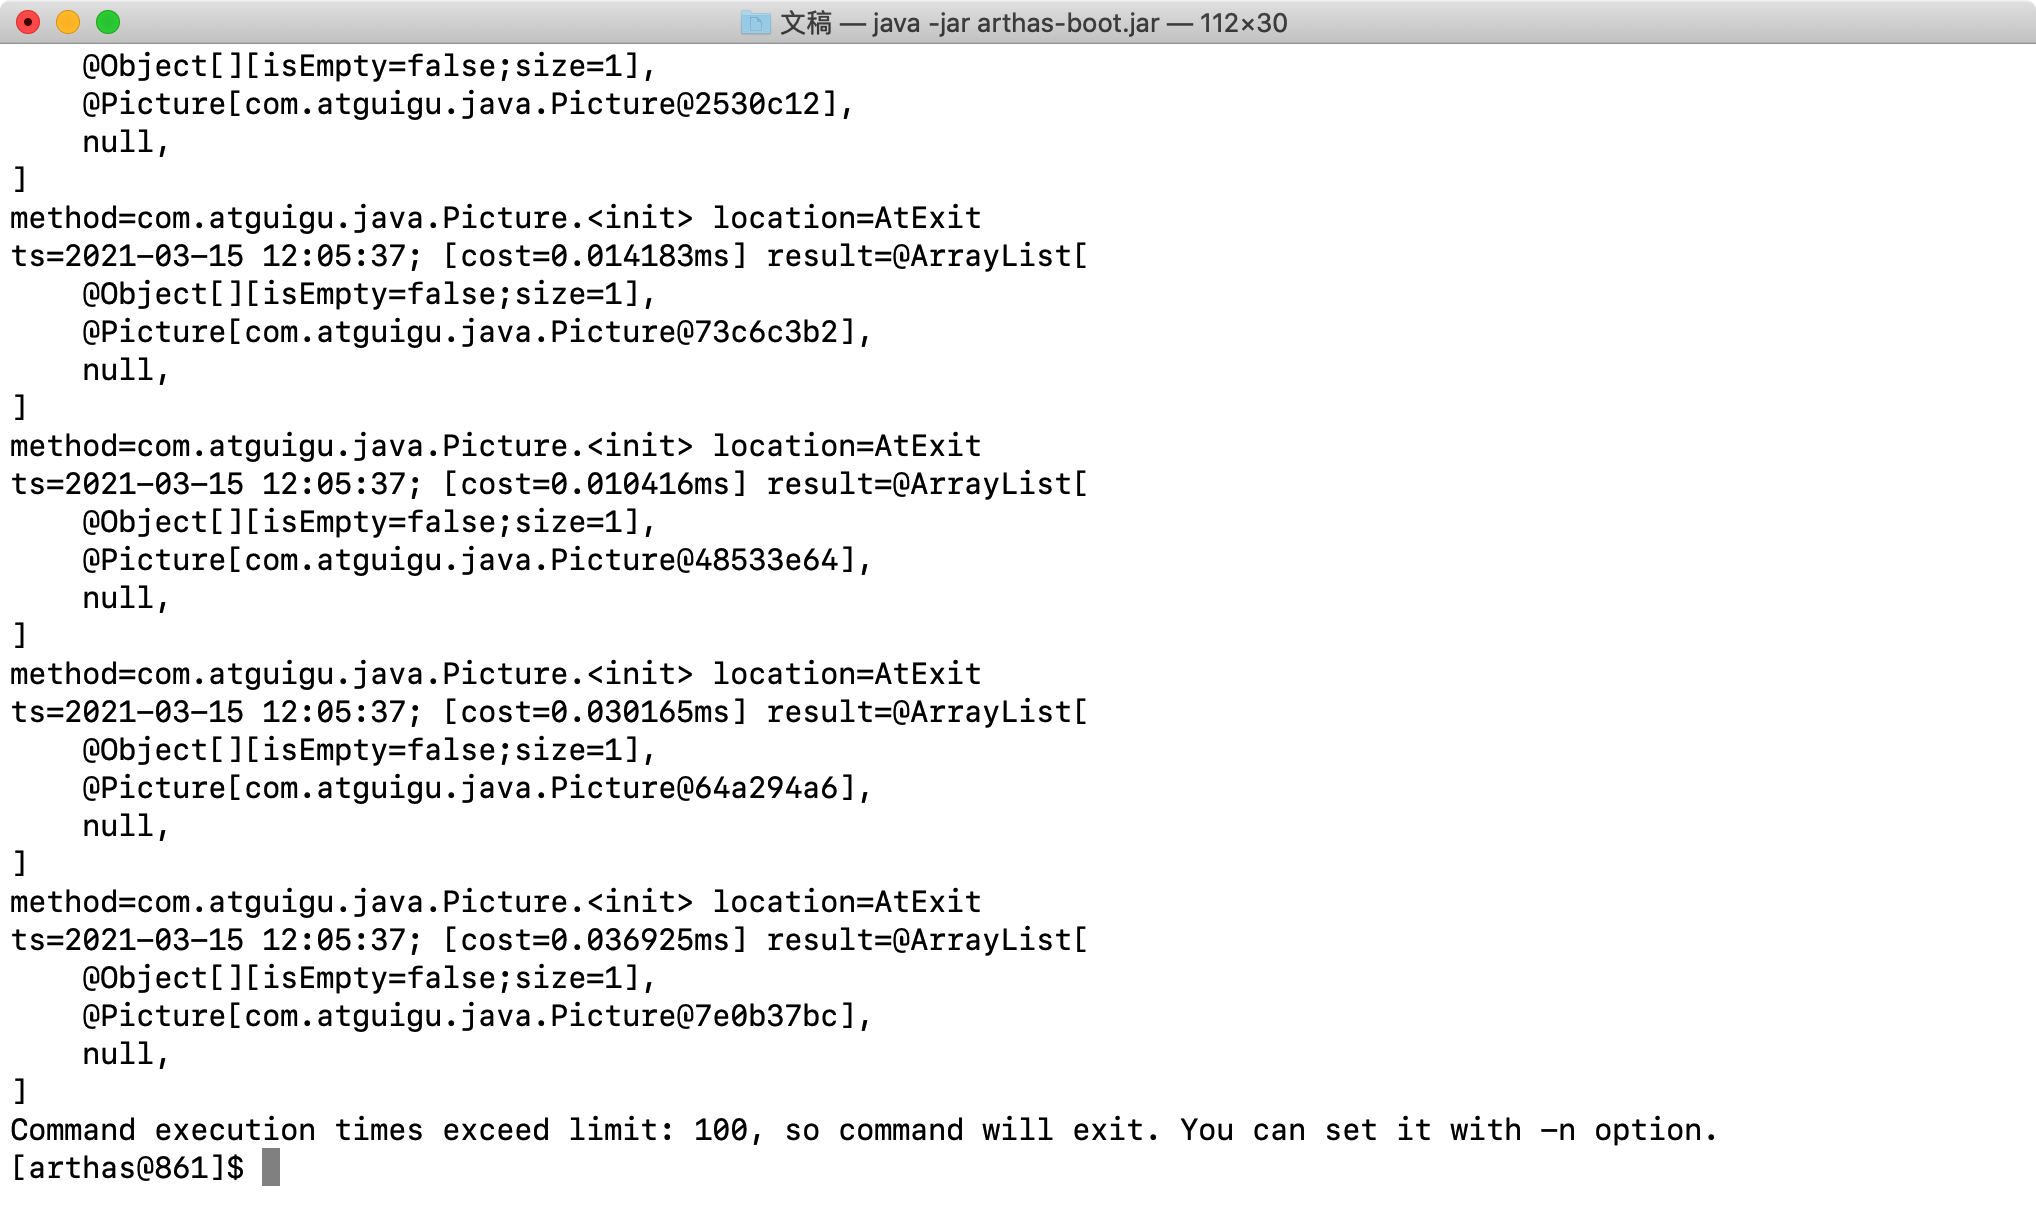 文稿 — java -jar arthas-boot.jar — 112×30
    @Object[][isEmpty=false;size=1],
    @Picture[com.atguigu.java.Picture@2530c12],
    null,
]
method=com.atguigu.java.Picture.<init> location=AtExit
ts=2021-03-15 12:05:37; [cost=0.014183ms] result=@ArrayList[
    @Object[][isEmpty=false;size=1],
    @Picture[com.atguigu.java.Picture@73c6c3b2],
    null,
]
method=com.atguigu.java.Picture.<init> location=AtExit
ts=2021-03-15 12:05:37; [cost=0.010416ms] result=@ArrayList[
    @Object[][isEmpty=false;size=1],
    @Picture[com.atguigu.java.Picture@48533e64],
    null,
]
method=com.atguigu.java.Picture.<init> location=AtExit
ts=2021-03-15 12:05:37; [cost=0.030165ms] result=@ArrayList[
    @Object[][isEmpty=false;size=1],
    @Picture[com.atguigu.java.Picture@64a294a6],
    null,
]
method=com.atguigu.java.Picture.<init> location=AtExit
ts=2021-03-15 12:05:37; [cost=0.036925ms] result=@ArrayList[
    @Object[][isEmpty=false;size=1],
    @Picture[com.atguigu.java.Picture@7e0b37bc],
    null,
]
Command execution times exceed limit: 100, so command will exit. You can set it with -n option.
[arthas@861]$